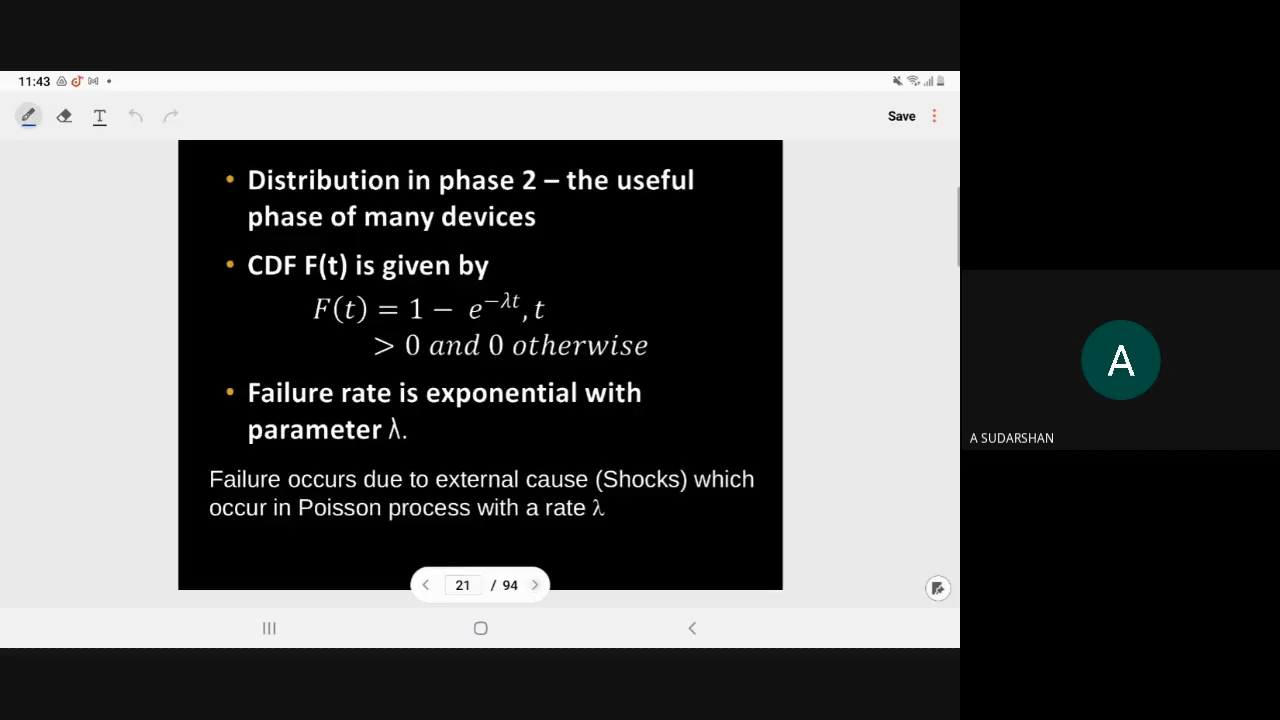 11:43
Save
• Distribution in phase 2 – the useful
phase of many devices
• CDF F(t) is given by
F(t) = 1 − e^{−λt}, t
> 0 and 0 otherwise
• Failure rate is exponential with
parameter λ.
Failure occurs due to external cause (Shocks) which
occur in Poisson process with a rate λ
21 / 94
A
A SUDARSHAN